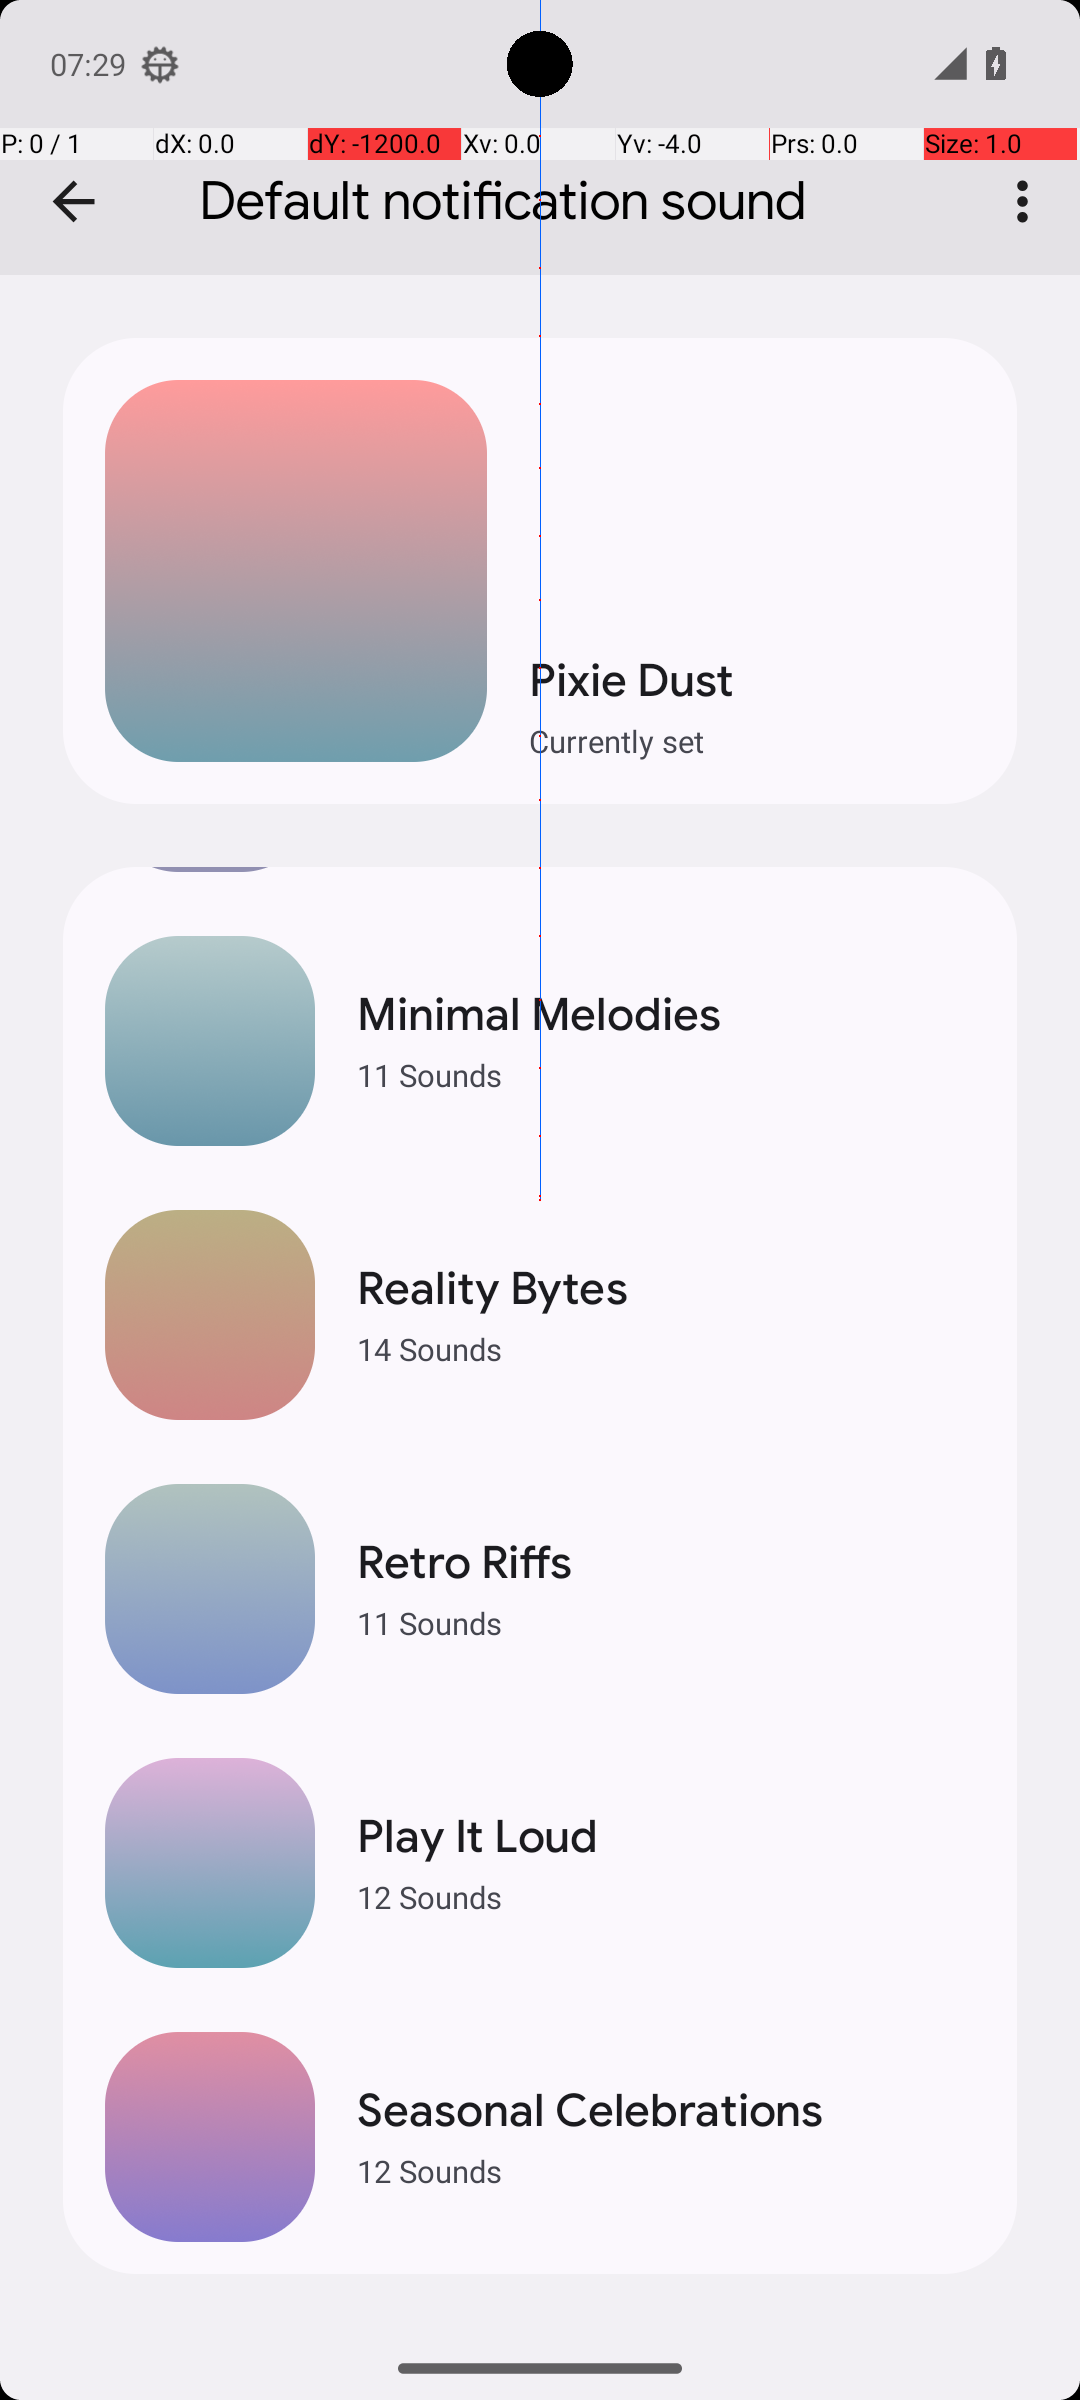 07:29
P: 0 / 1 dX: 0.0 dY: -1200.0 Xv: 0.0 Yv: -4.0 Prs: 0.0 Size: 1.0
Default notification sound
Pixie Dust
Currently set
Minimal Melodies
11 Sounds
Reality Bytes
14 Sounds
Retro Riffs
11 Sounds
Play It Loud
12 Sounds
Seasonal Celebrations
12 Sounds